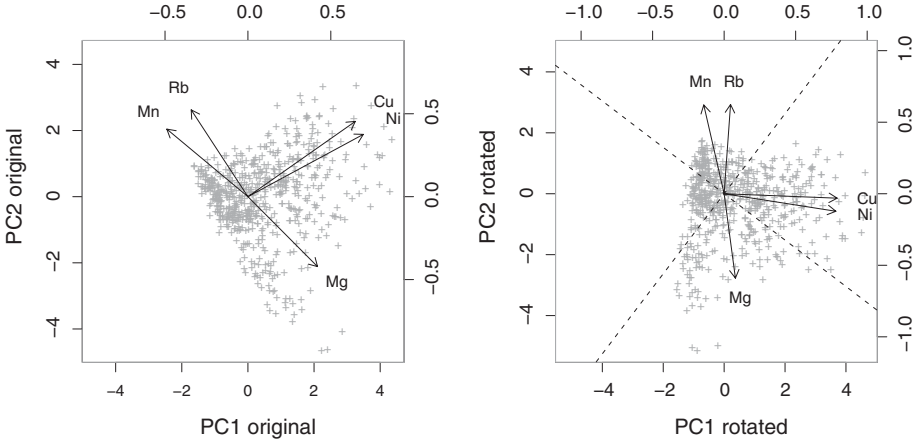 −0.5 0.0 0.5
−1.0 −0.5 0.0 0.5 1.0
PC2 original
−4 −2 0 2 4
Rb
Mn
Cu
Ni
Mg
−0.5 0.0 0.5
−4 −2 0 2 4
PC1 original
PC2 rotated
−4 −2 0 2 4
Mn Rb
Cu
Ni
Mg
−1.0 −0.5 0.0 0.5 1.0
−4 −2 0 2 4
PC1 rotated